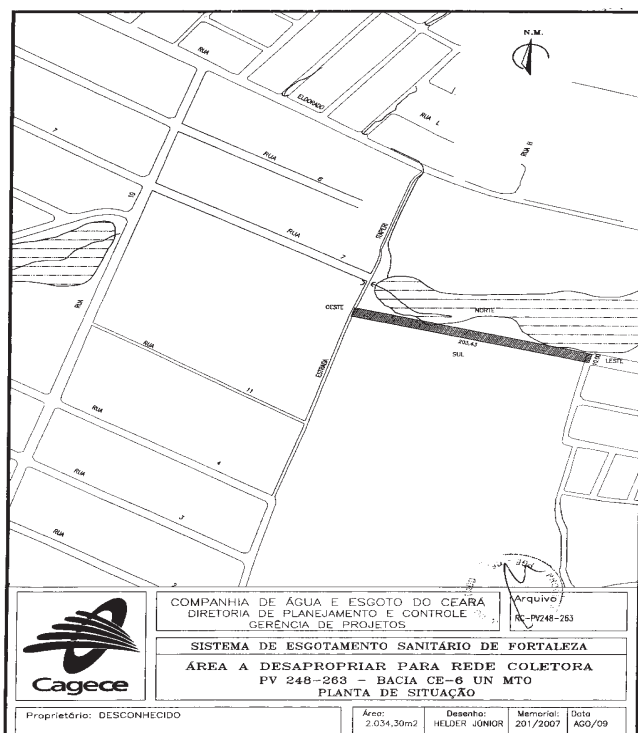 N.M.
RUA
ELDORADO
RUA L
RUA B
7
RUA
6
10
RUA
7
OESTE
NORTE
203,43
SUL
10.00
LESTE
RUA
RUA
11
ESTRADA
RUA
4
RUA
3
RUA
2
Cagece
COMPANHIA DE ÁGUA E ESGOTO DO CEARÁ
DIRETORIA DE PLANEJAMENTO E CONTROLE
GERÊNCIA DE PROJETOS
Arquivo
RC-PV248-263
SISTEMA DE ESGOTAMENTO SANITÁRIO DE FORTALEZA
ÁREA A DESAPROPRIAR PARA REDE COLETORA
PV 248-263 - BACIA CE-6 UN MTO
PLANTA DE SITUAÇÃO
Proprietário: DESCONHECIDO
Área:
2.034,30m2
Desenho:
HELDER JÚNIOR
Memorial:
201/2007
Data
AGO/09